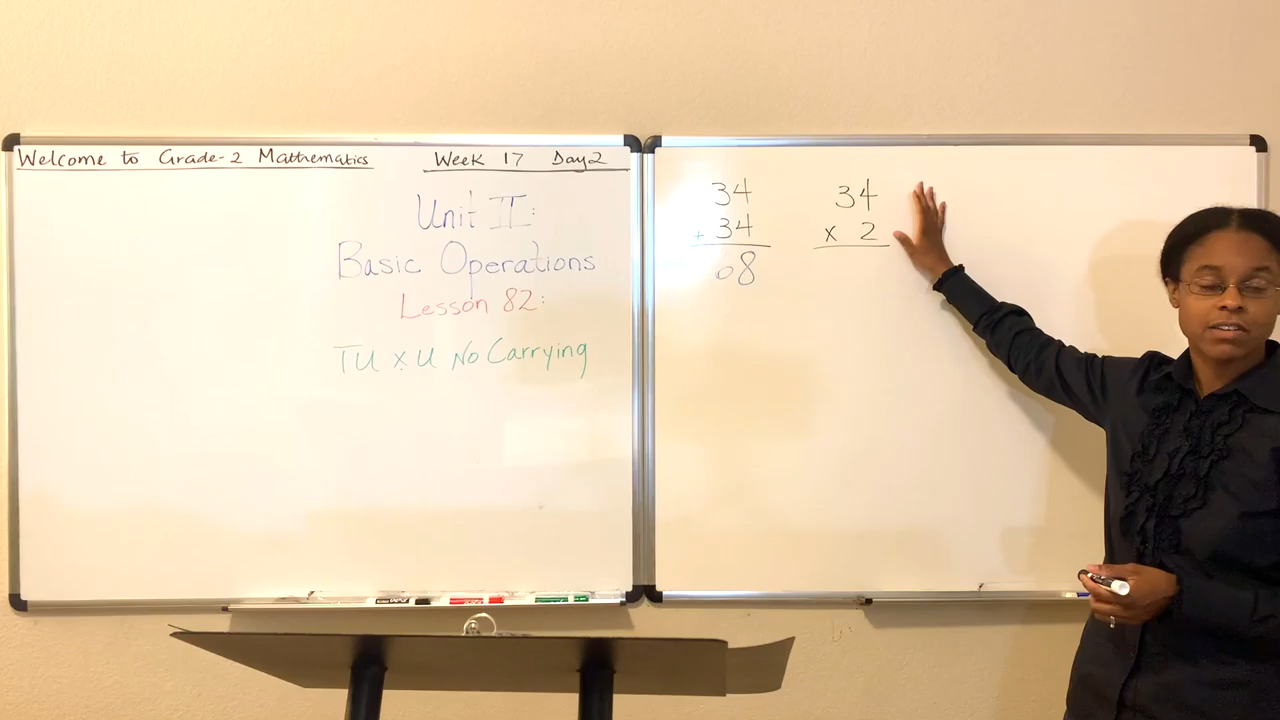 Welcome to Grade-2 Mathematics Week 17 Day2
Unit II:
Basic Operations
Lesson 82:
TU x U No Carrying
34
+ 34
08
34
x 2